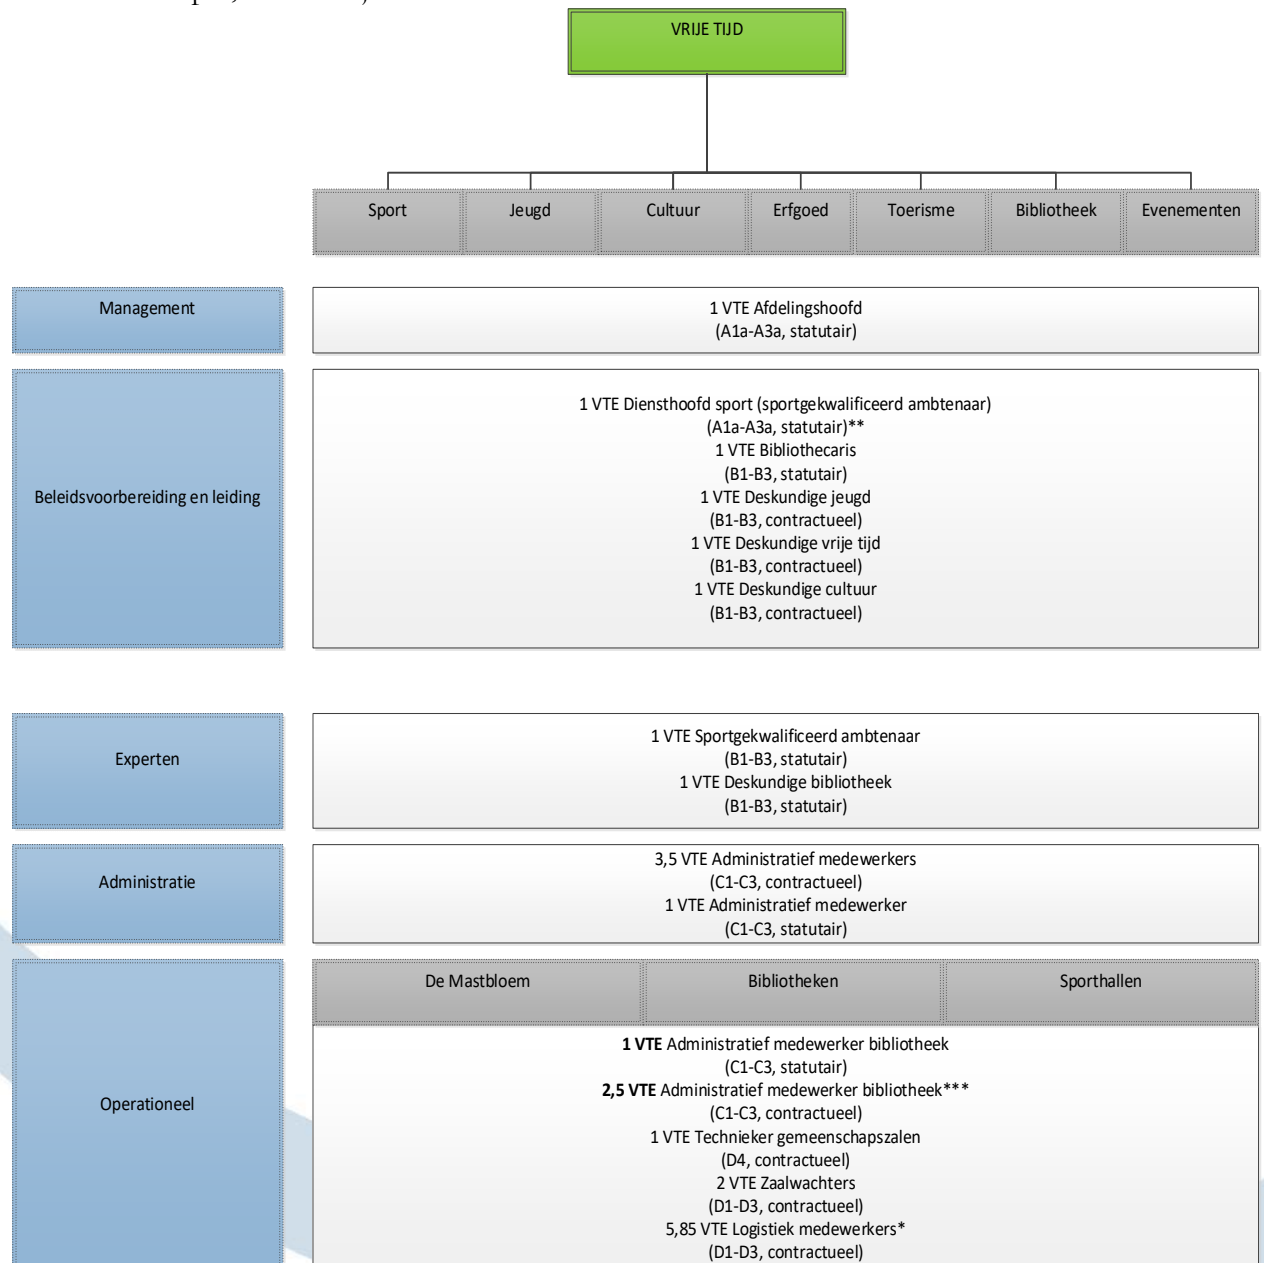 VRIJE TIJD
Sport
Jeugd
Cultuur
Erfgoed
Toerisme
Bibliotheek
Evenementen
Management
1 VTE Afdelingshoofd
(A1a-A3a, statutair)
Beleidsvoorbereiding en leiding
1 VTE Diensthoofd sport (sportgekwalificeerd ambtenaar)
(A1a-A3a, statutair)**
1 VTE Bibliothecaris
(B1-B3, statutair)
1 VTE Deskundige jeugd
(B1-B3, contractueel)
1 VTE Deskundige vrije tijd
(B1-B3, contractueel)
1 VTE Deskundige cultuur
(B1-B3, contractueel)
Experten
1 VTE Sportgekwalificeerd ambtenaar
(B1-B3, statutair)
1 VTE Deskundige bibliotheek
(B1-B3, statutair)
Administratie
3,5 VTE Administratief medewerkers
(C1-C3, contractueel)
1 VTE Administratief medewerker
(C1-C3, statutair)
Operationeel
De Mastbloem
Bibliotheken
Sporthallen
1 VTE Administratief medewerker bibliotheek
(C1-C3, statutair)
2,5 VTE Administratief medewerker bibliotheek***
(C1-C3, contractueel)
1 VTE Technieker gemeenschapszalen
(D4, contractueel)
2 VTE Zaalwachters
(D1-D3, contractueel)
5,85 VTE Logistiek medewerkers*
(D1-D3, contractueel)